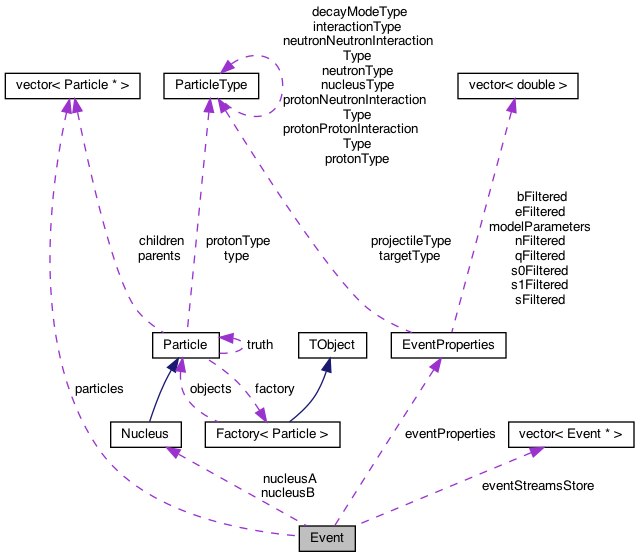 decayModeType
interactionType
neutronNeutronInteraction
Type
neutronType
nucleusType
protonNeutronInteraction
Type
protonProtonInteraction
Type
protonType
vector< Particle * >
ParticleType
vector< double >
bFiltered
eFiltered
modelParameters
nFiltered
qFiltered
s0Filtered
s1Filtered
sFiltered
children
parents
protonType
type
projectileType
targetType
Particle
truth
TObject
EventProperties
particles
objects
factory
Nucleus
Factory< Particle >
eventProperties
vector< Event * >
nucleusA
nucleusB
eventStreamsStore
Event